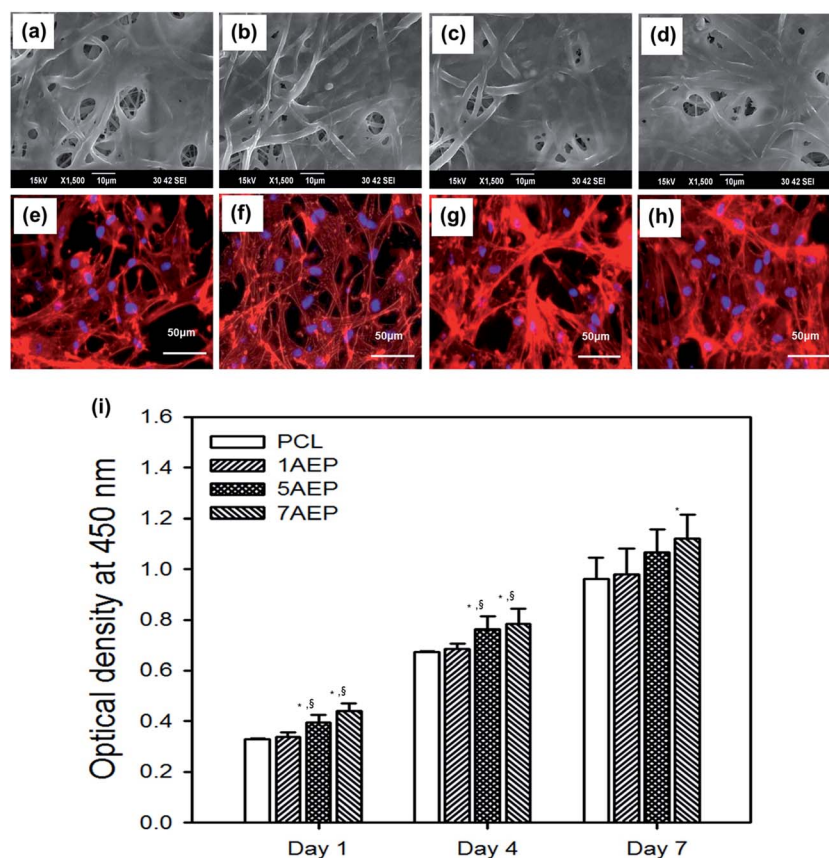 (a) (b) (c) (d)
15kV X1,500 10µm 30 42 SEI 15kV X1,500 10µm 30 42 SEI 15kV X1,500 10µm 30 42 SEI 15kV X1,500 10µm 30 42 SEI
(e) (f) (g) (h)
50µm 50µm 50µm 50µm
(i)
1.6
1.4
1.2
1.0
0.8
0.6
0.4
0.2
0.0
Optical density at 450 nm
PCL
1AEP
5AEP
7AEP
* ,§ * ,§
* ,§ * ,§
*
Day 1 Day 4 Day 7